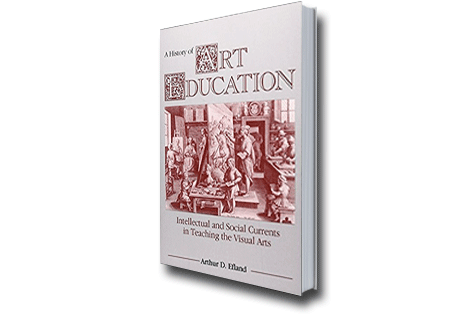 A History of ART
EDUCATION
Intellectual and Social Currents
in Teaching the Visual Arts
Arthur D. Efland